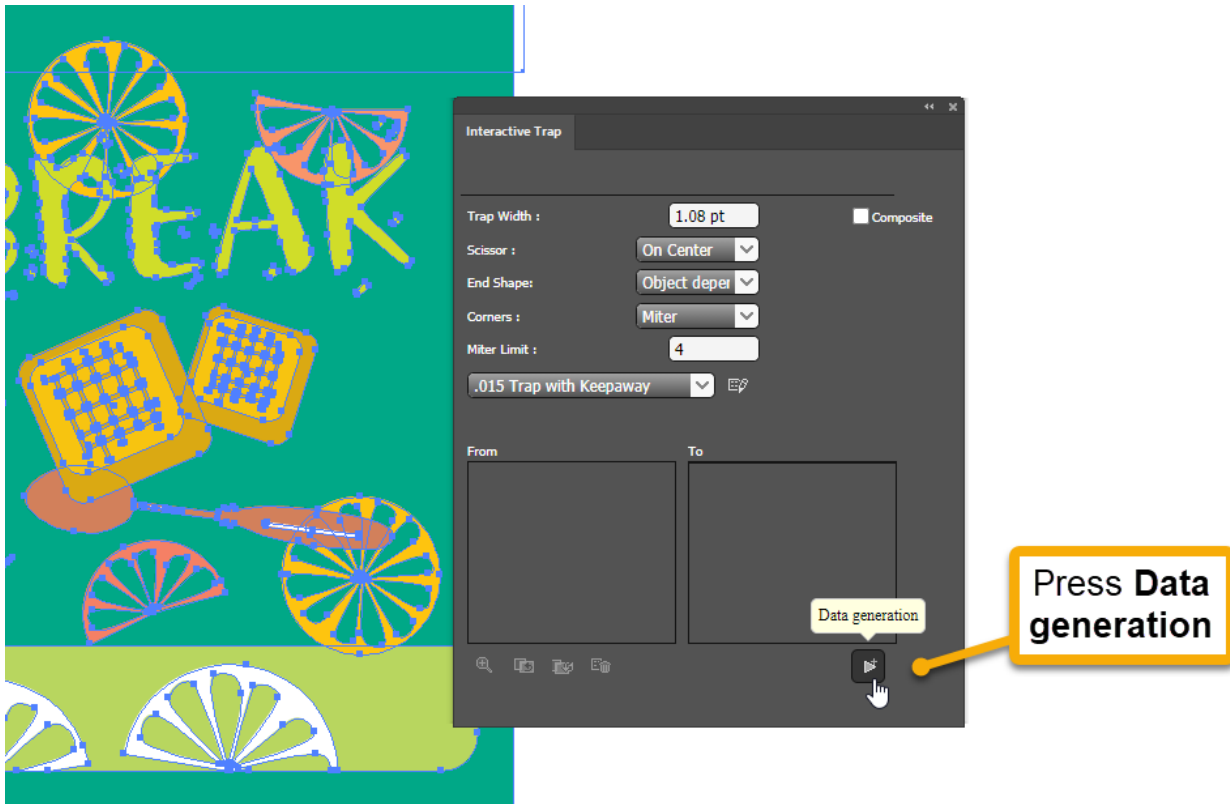 BREAK
Interactive Trap
Trap Width :
1.08 pt
Composite
Scissor :
On Center
End Shape:
Object deper
Corners :
Miter
Miter Limit :
4
.015 Trap with Keepaway
From
To
Data generation
Press Data
generation